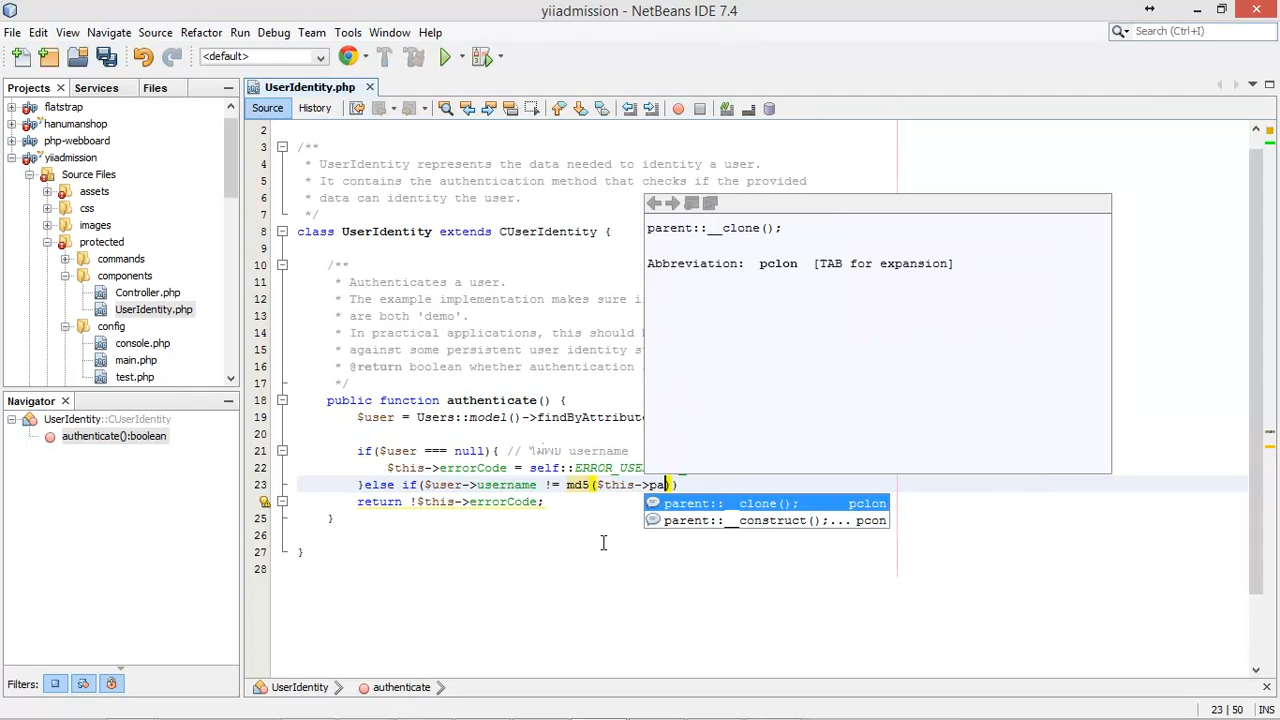 yiiadmission - NetBeans IDE 7.4
File Edit View Navigate Source Refactor Run Debug Team Tools Window Help
Search (Ctrl+I)
<default>
Projects
Services
Files
UserIdentity.php
Source
History
flatstrap
hanumanshop
php-webboard
yiiadmission
Source Files
assets
css
images
protected
commands
components
Controller.php
UserIdentity.php
config
console.php
main.php
test.php
Navigator
UserIdentity::CUserIdentity
authenticate():boolean
Filters:
2
3 /**
4 * UserIdentity represents the data needed to identity a user.
5 * It contains the authentication method that checks if the provided
6 * data can identity the user.
7 */
8 class UserIdentity extends CUserIdentity {
9
10 /**
11 * Authenticates a user.
12 * The example implementation makes sure i
13 * are both 'demo'.
14 * In practical applications, this should
15 * against some persistent user identity s
16 * @return boolean whether authentication
17 */
18 public function authenticate() {
19 $user = Users::model()->findByAttribut
20
21 if($user === null){ // ไม่พบ username
22 $this->errorCode = self::ERROR_USE
23 }else if($user->username != md5($this->pa))
return !$this->errorCode;
25 }
26
27 }
28
parent::__clone();
Abbreviation: pclon [TAB for expansion]
parent::__clone(); pclon
parent::__construct();... pcon
UserIdentity
authenticate
23 | 50
INS